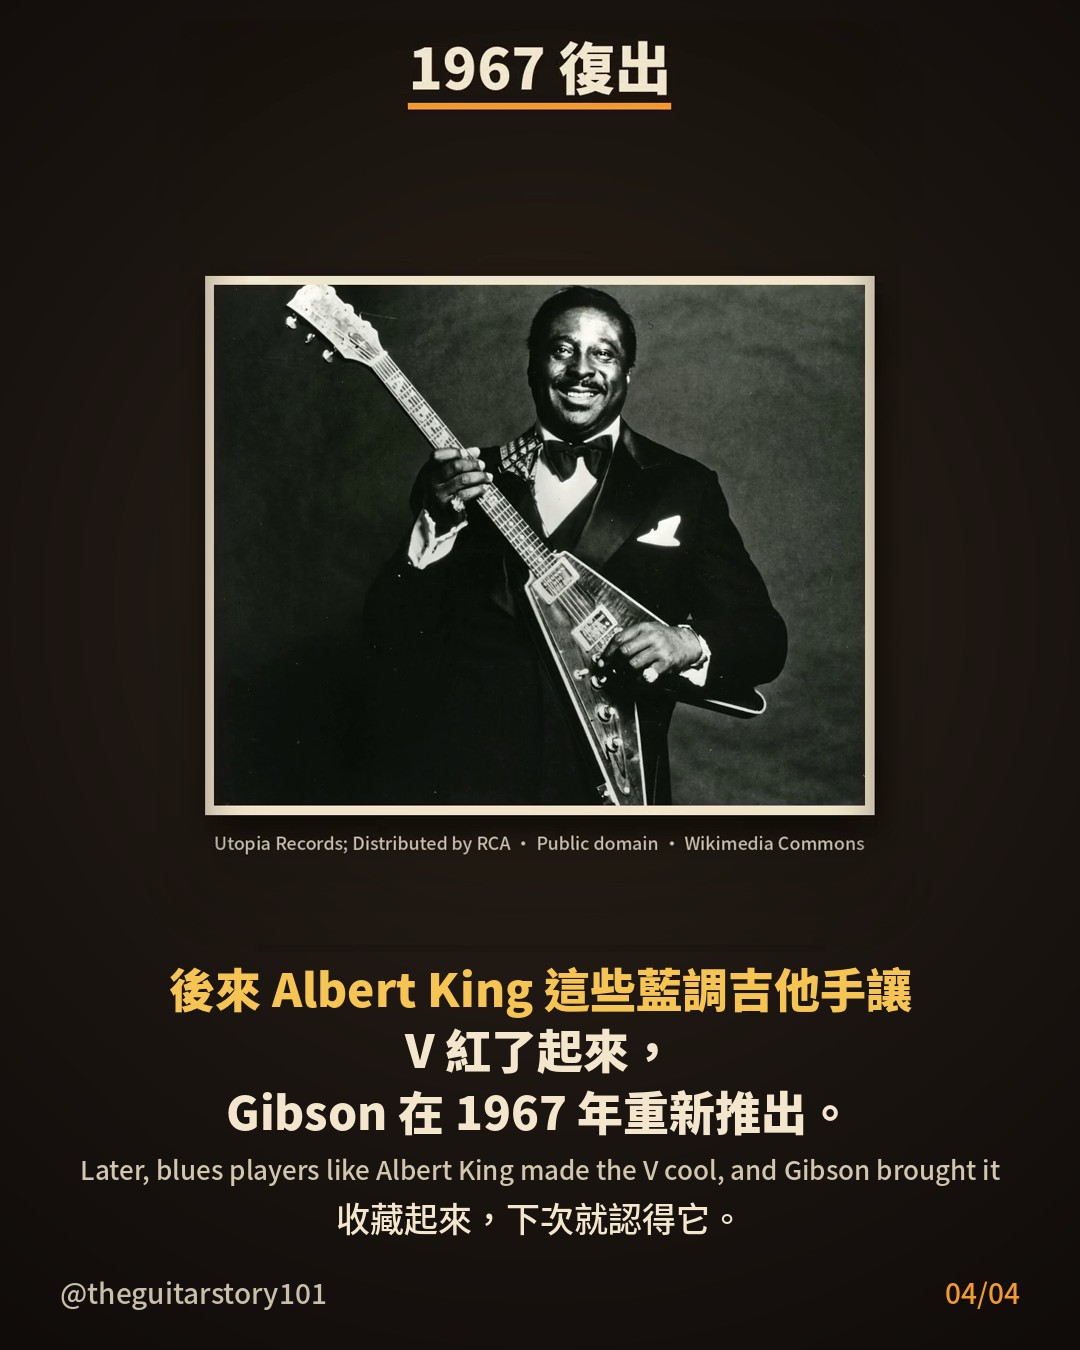 1967 復出
Utopia Records; Distributed by RCA · Public domain · Wikimedia Commons
後來 Albert King 這些藍調吉他手讓
V 紅了起來，
Gibson 在 1967 年重新推出。
Later, blues players like Albert King made the V cool, and Gibson brought it
收藏起來，下次就認得它。
@theguitarstory101
04/04